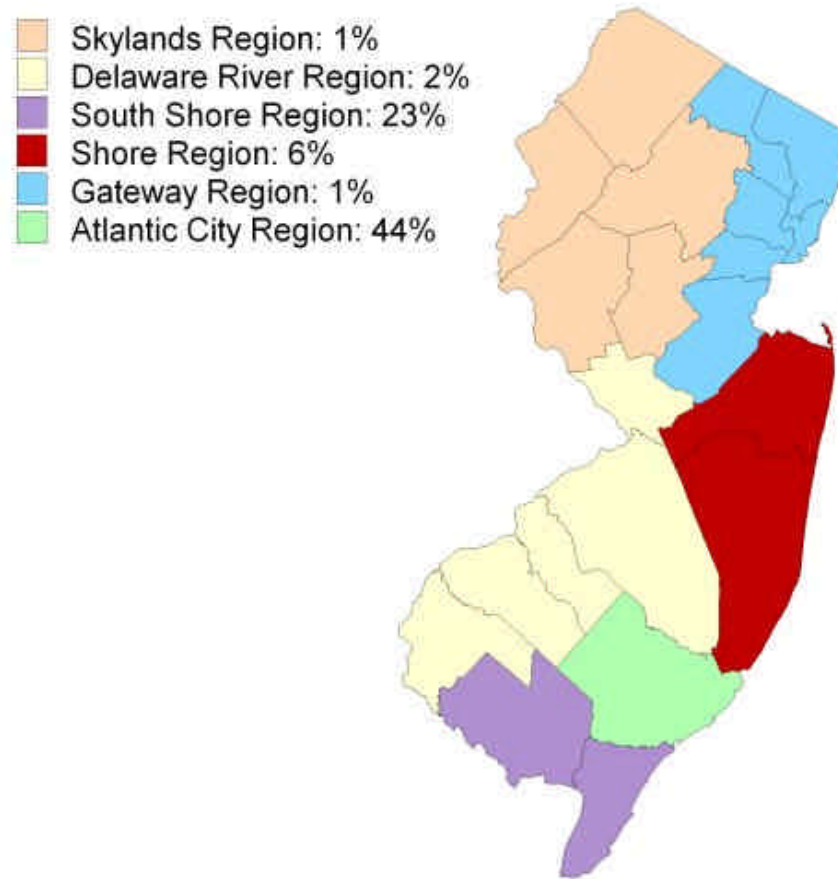 Skylands Region: 1%
Delaware River Region: 2%
South Shore Region: 23%
Shore Region: 6%
Gateway Region: 1%
Atlantic City Region: 44%